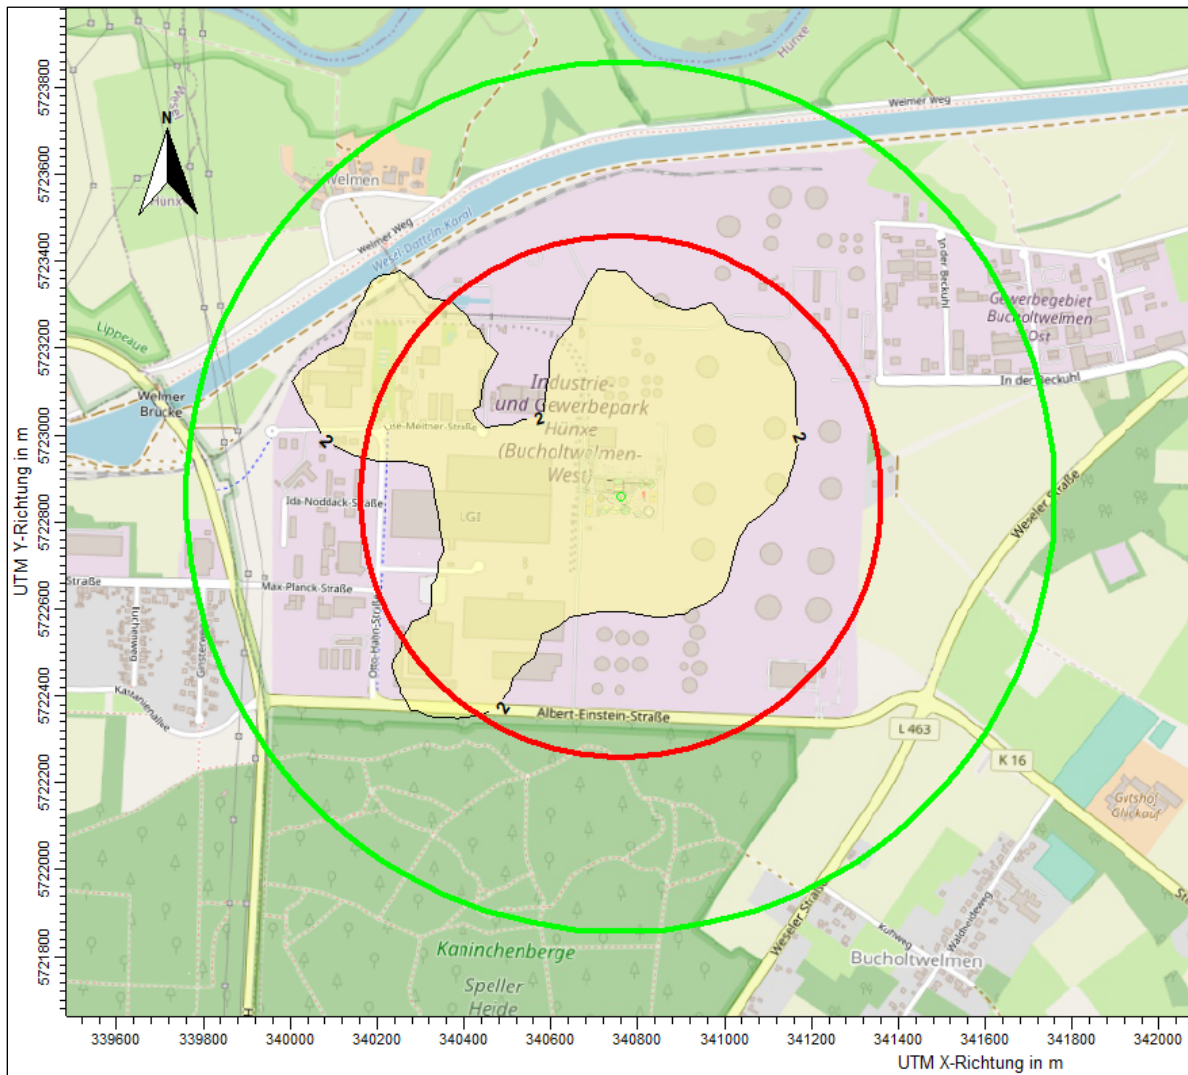 Hünxe
5723800
Weimer Weg
Wesel
5723600
N
Welmen
Hünxe
Weimer Weg
Wesel-Datteln-Kanal
5723400
In der Beckuhl
Gewerbegebiet
Bucholtwelmen
Ost
Lippeaue
5723200
In der Beckuhl
Industrie-
und Gewerbepark
Hünxe
(Bucholtwelmen-
West)
Welmer
Brücke
2
2
2
ise-Meitner-Straße
5723000
UTM Y-Richtung in m
Ida-Noddack-Straße
LGI
5722800
Weseler Straße
Straße
Max-Planck-Straße
5722600
Buchenweg
Ginsterweg
Otto-Hahn-Straße
Kastanienallee
5722400
2
Albert-Einstein-Straße
L 463
K 16
5722200
Gutshof
Glückauf
5722000
Weseler Straße
Kuhweg
Waldheideweg
Bucholtwelmen
Kaninchenberge
5721800
Speller
Heide
H
339600 339800 340000 340200 340400 340600 340800 341000 341200 341400 341600 341800 342000
UTM X-Richtung in m